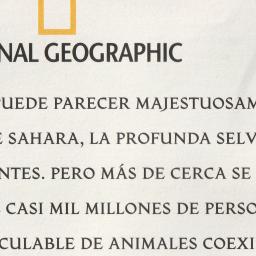 NAL GEOGRAPHIC
PUEDE PARECER MAJESTUOSAM
E SAHARA, LA PROFUNDA SELV
NTES. PERO MÁS DE CERCA SE
CASI MIL MILLONES DE PERSO
CULABLE DE ANIMALES COEXI